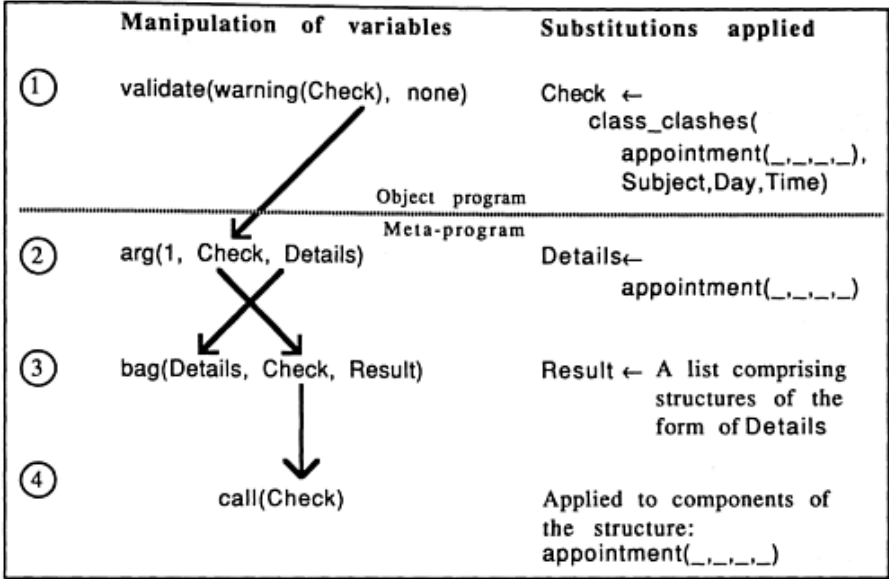 Manipulation of variables Substitutions applied
1 validate(warning(Check), none) Check ←
class_clashes(
appointment(_,_,_,_),
Subject,Day,Time)
Object program
Meta-program
2 arg(1, Check, Details) Details←
appointment(_,_,_,_)
3 bag(Details, Check, Result) Result ← A list comprising
structures of the
form of Details
4
call(Check) Applied to components of
the structure:
appointment(_,_,_,_)